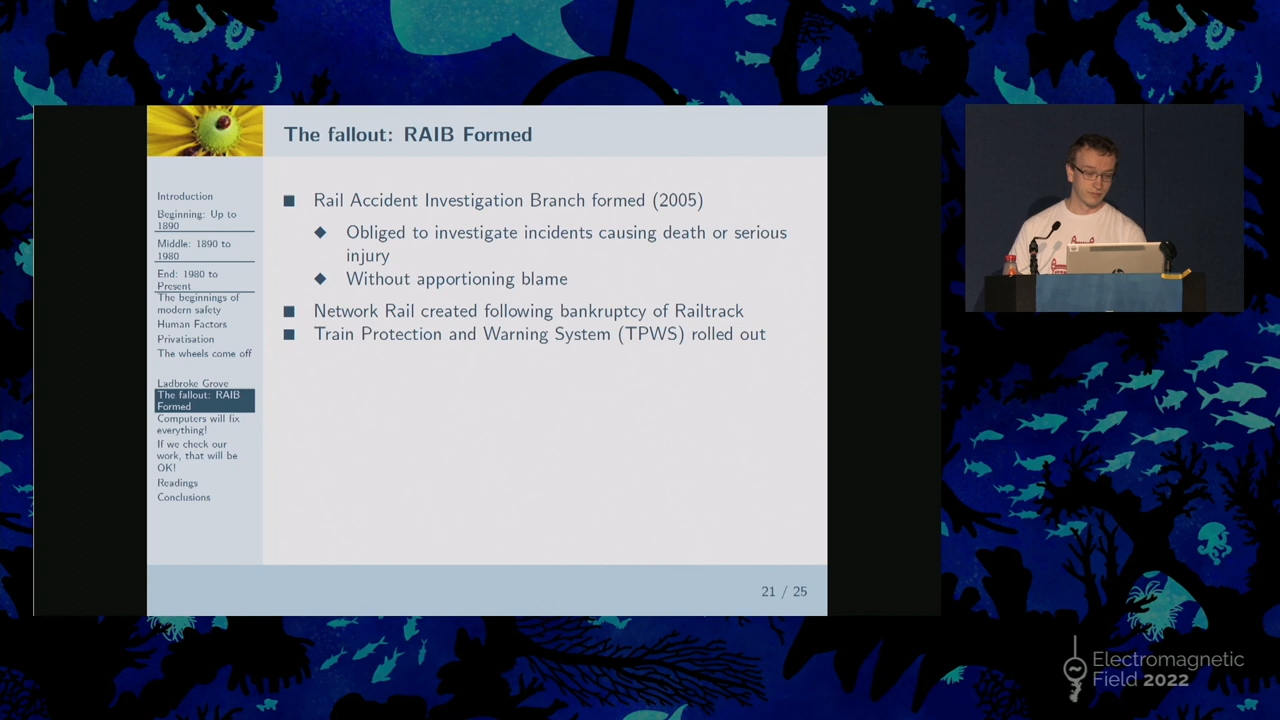 The fallout: RAIB Formed
Introduction
Beginning: Up to
1890
Middle: 1890 to
1980
End: 1980 to
Present
The beginnings of
modern safety
Human Factors
Privatisation
The wheels come off
Ladbroke Grove
The fallout: RAIB
Formed
Computers will fix
everything!
If we check our
work, that will be
OK!
Readings
Conclusions
■ Rail Accident Investigation Branch formed (2005)
◆ Obliged to investigate incidents causing death or serious
injury
◆ Without apportioning blame
■ Network Rail created following bankruptcy of Railtrack
■ Train Protection and Warning System (TPWS) rolled out
21 / 25
Electromagnetic
Field 2022